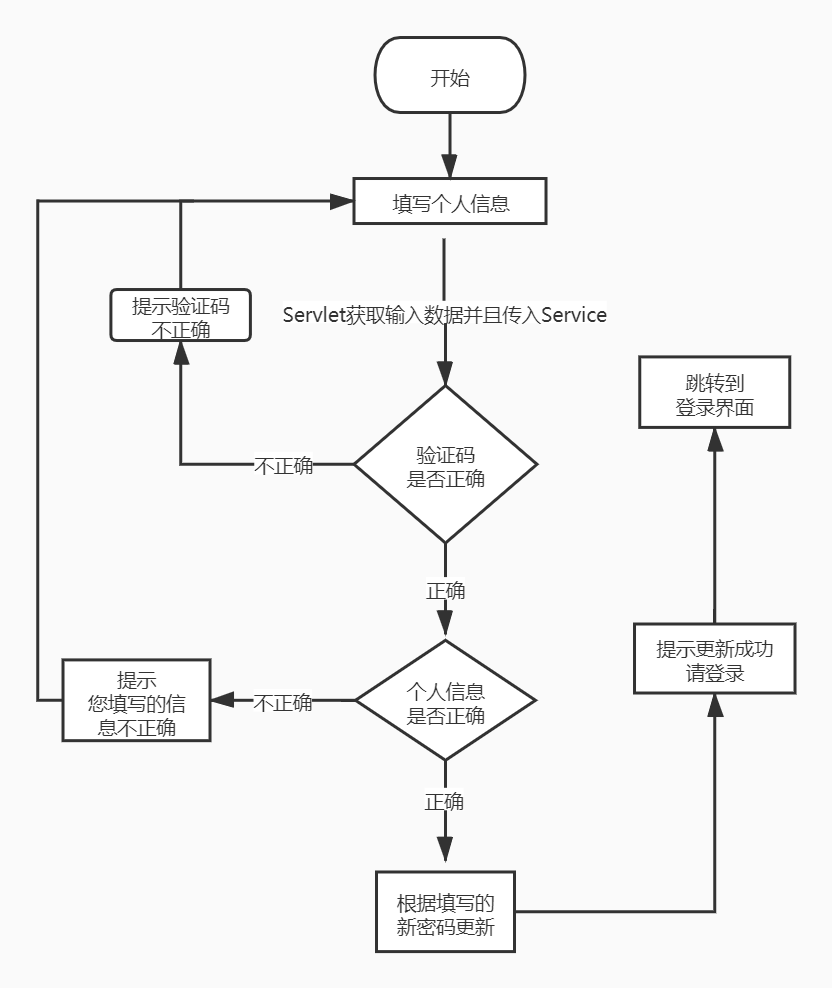 开始
填写个人信息
提示验证码
不正确
Servlet获取输入数据并且传入Service
跳转到
登录界面
验证码
是否正确
不正确
正确
提示更新成功
请登录
提示
您填写的信
息不正确
不正确
个人信息
是否正确
正确
根据填写的
新密码更新